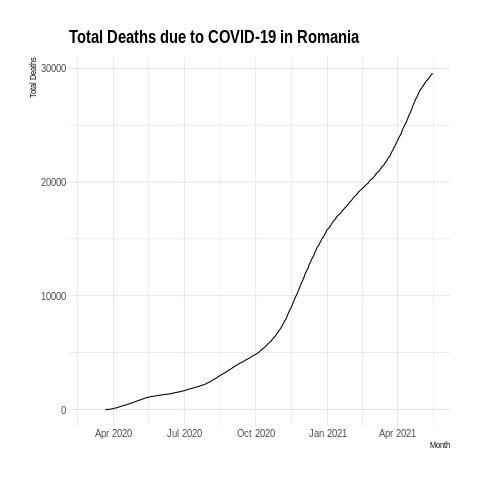 Total Deaths due to COVID-19 in Romania
Total Deaths
30000
20000
10000
0
Apr 2020
Jul 2020
Oct 2020
Jan 2021
Apr 2021
Month